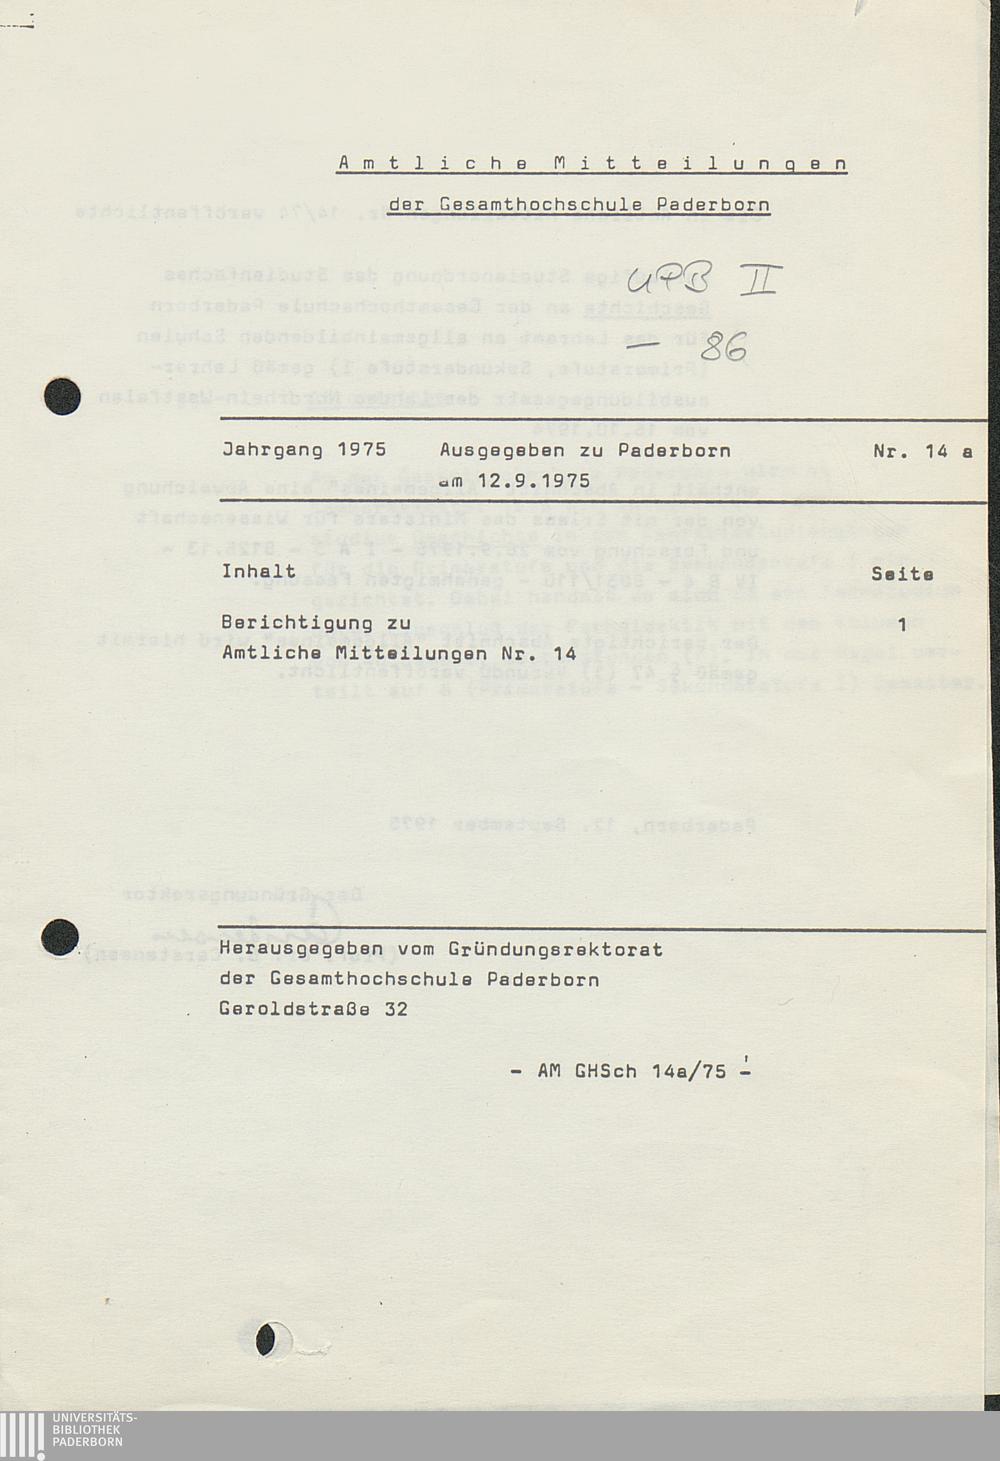 Amtliche Mitteilungen
der Gesamthochschule Paderborn
UPB II
— 86
Jahrgang 1975 Ausgegeben zu Paderborn Nr. 14 a
am 12.9.1975
Inhalt Seite
Berichtigung zu 1
Amtliche Mitteilungen Nr. 14
Herausgegeben vom Gründungsrektorat
der Gesamthochschule Paderborn
Geroldstraße 32
- AM GHSch 14a/75 -
UNIVERSITÄTS-
BIBLIOTHEK
PADERBORN